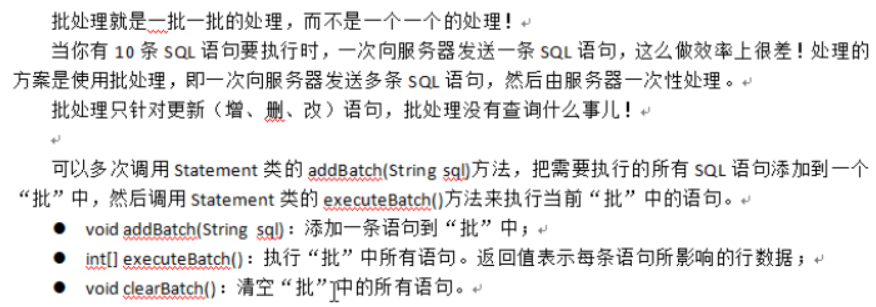 批处理就是一批一批的处理，而不是一个一个的处理！
当你有 10 条 SQL 语句要执行时，一次向服务器发送一条 SQL 语句，这么做效率上很差！处理的
方案是使用批处理，即一次向服务器发送多条 SQL 语句，然后由服务器一次性处理。
批处理只针对更新（增、删、改）语句，批处理没有查询什么事儿！
可以多次调用 Statement 类的 addBatch(String sql)方法，把需要执行的所有 SQL 语句添加到一个
“批”中，然后调用 Statement 类的 executeBatch()方法来执行当前“批”中的语句。
● void addBatch(String sql)：添加一条语句到“批”中；
● int[] executeBatch()：执行“批”中所有语句。返回值表示每条语句所影响的行数据；
● void clearBatch()：清空“批”中的所有语句。